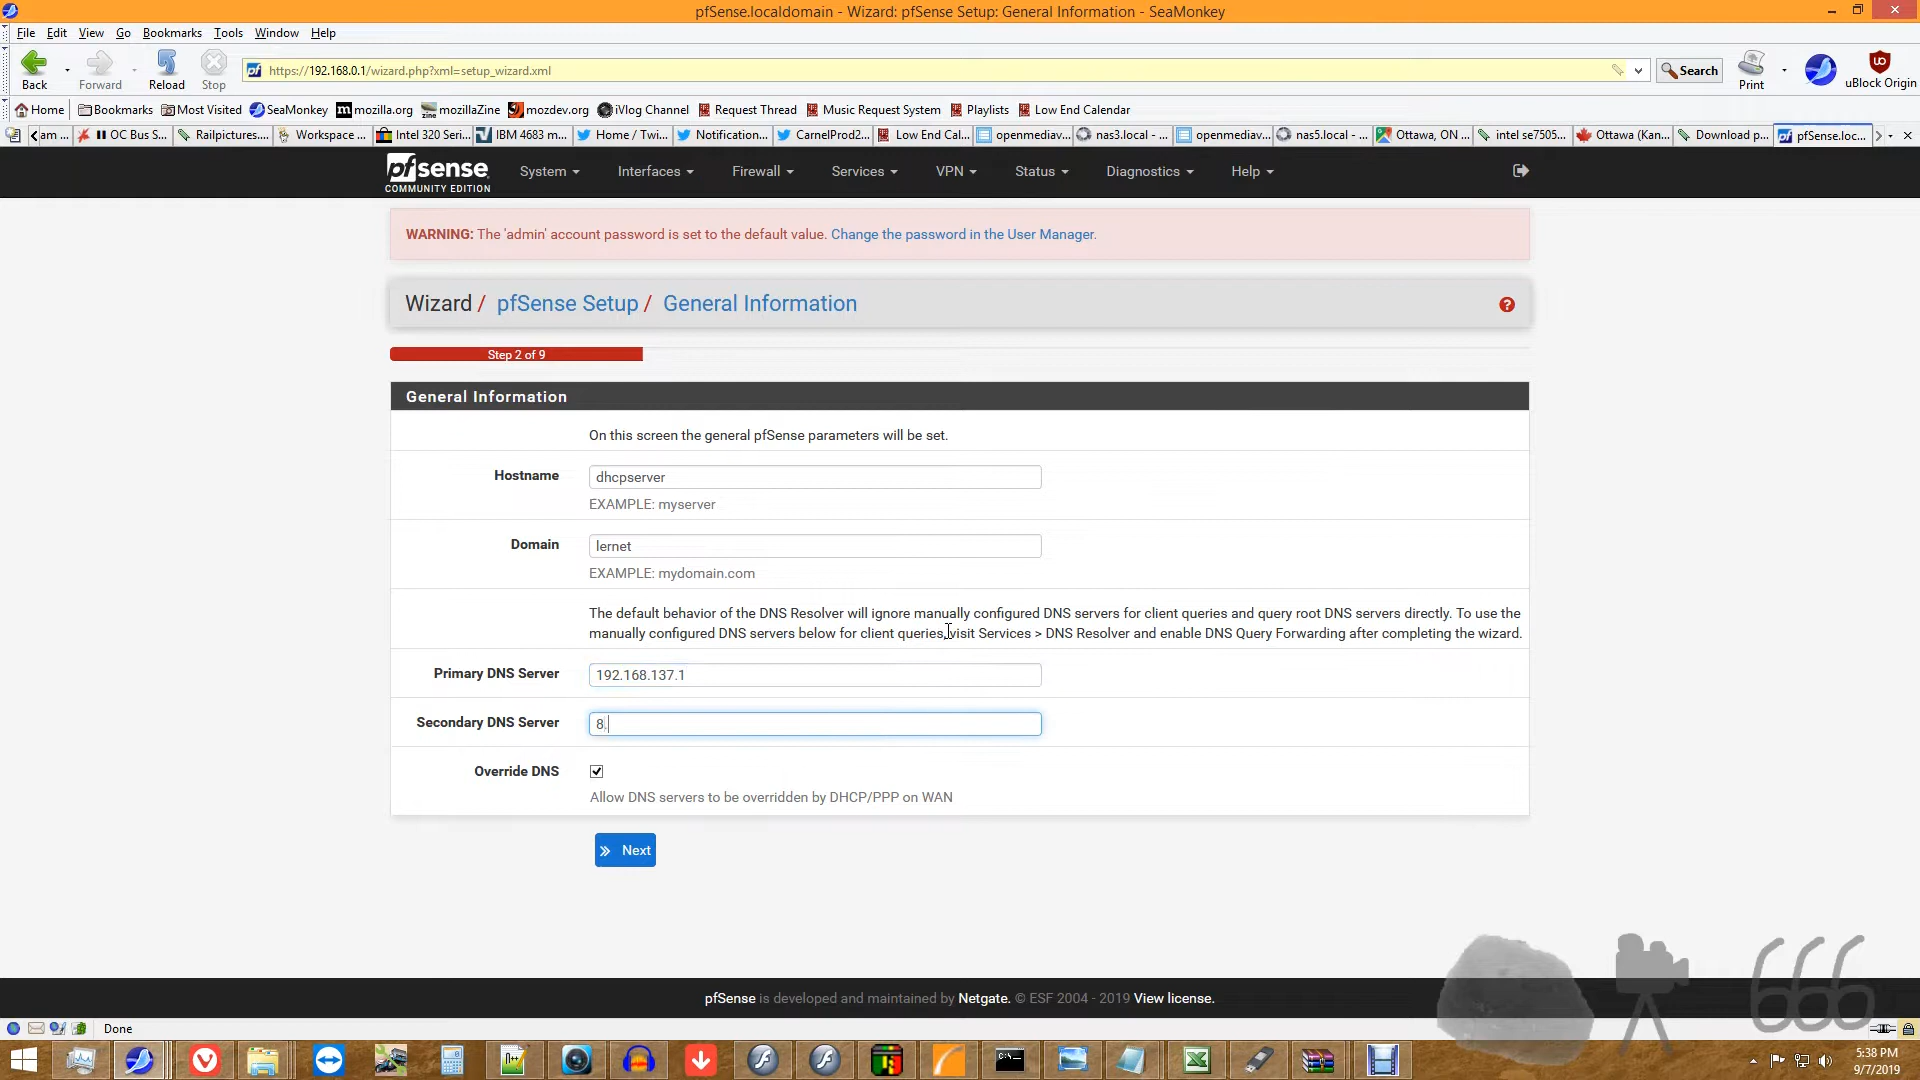 pfSense.localdomain - Wizard: pfSense Setup: General Information - SeaMonkey
File Edit View Go Bookmarks Tools Window Help
Back Forward Reload Stop https://192.168.0.1/wizard.php?xml=setup_wizard.xml Search Print uBlock Origin
Home Bookmarks Most Visited SeaMonkey mozilla.org mozillaZine mozdev.org iVlog Channel Request Thread Music Request System Playlists Low End Calendar
am ... OC Bus S... Railpictures.... Workspace ... Intel 320 Seri... IBM 4683 m... Home / Twi... Notification... CarnelProd2... Low End Cal... openmediav... nas3.local - ... openmediav... nas5.local - ... Ottawa, ON ... intel se7505... Ottawa (Kan... Download p... pfSense.loc...
pfsense
COMMUNITY EDITION
System Interfaces Firewall Services VPN Status Diagnostics Help
WARNING: The 'admin' account password is set to the default value. Change the password in the User Manager.
Wizard / pfSense Setup / General Information
Step 2 of 9
General Information
On this screen the general pfSense parameters will be set.
Hostname dhcpserver
EXAMPLE: myserver
Domain lernet
EXAMPLE: mydomain.com
The default behavior of the DNS Resolver will ignore manually configured DNS servers for client queries and query root DNS servers directly. To use the
manually configured DNS servers below for client queries, visit Services > DNS Resolver and enable DNS Query Forwarding after completing the wizard.
Primary DNS Server 192.168.137.1
Secondary DNS Server 8.
Override DNS
Allow DNS servers to be overridden by DHCP/PPP on WAN
Next
666
pfSense is developed and maintained by Netgate. © ESF 2004 - 2019 View license.
Done
5:38 PM
9/7/2019